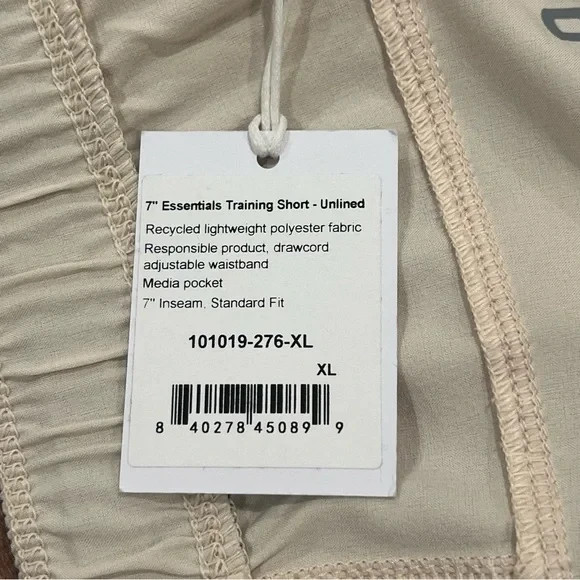 7" Essentials Training Short - Unlined
Recycled lightweight polyester fabric
Responsible product, drawcord
adjustable waistband
Media pocket
7" Inseam, Standard Fit
101019-276-XL
XL
8 40278 45089 9